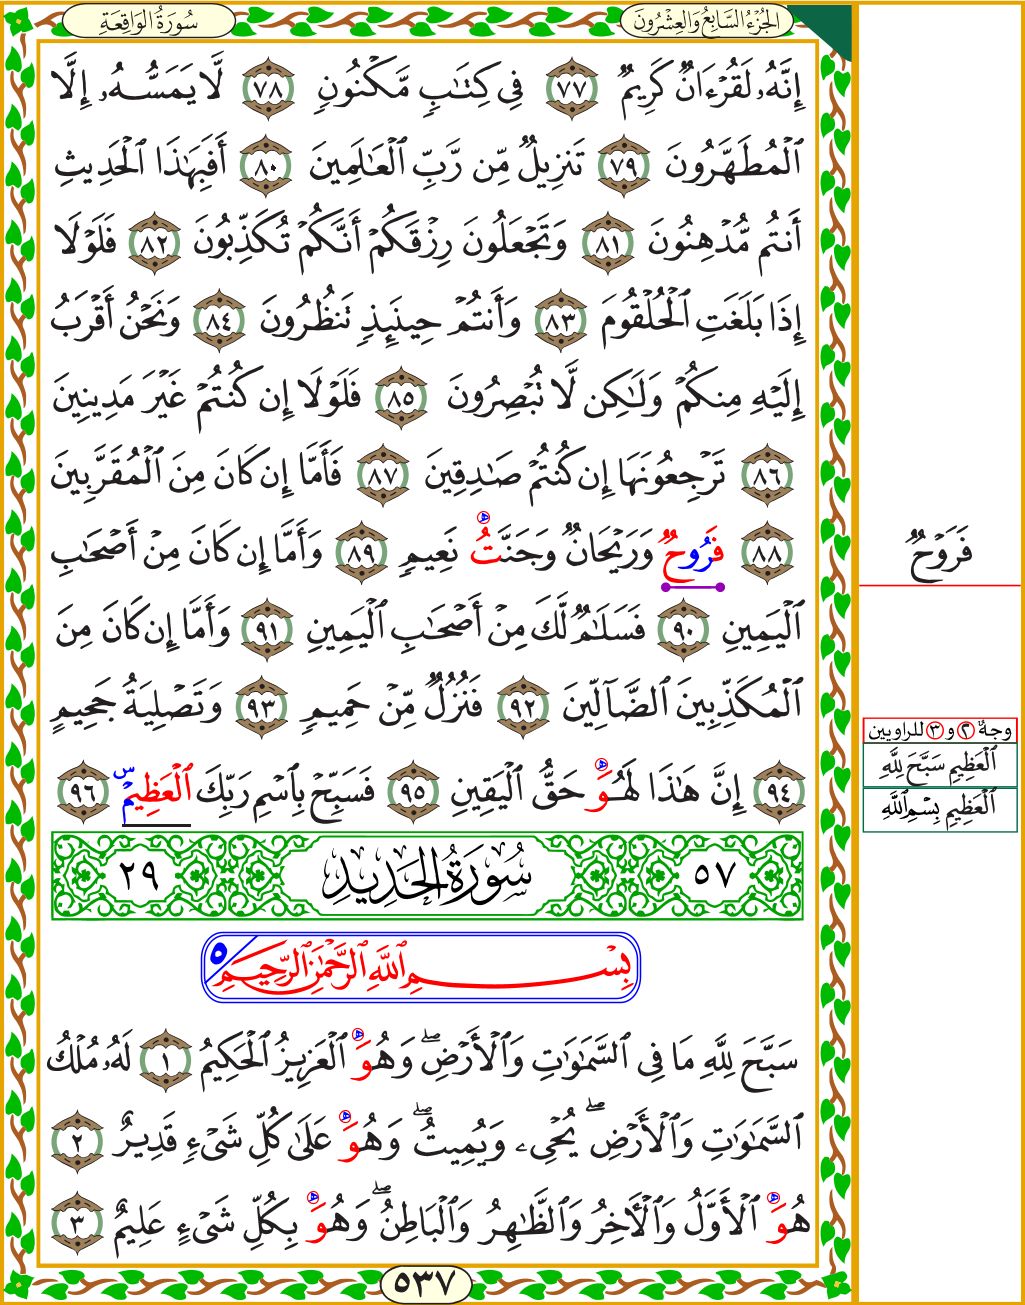 سُورَةُ الوَاقِعَةِ
الجُزْءُ السَّابِعُ وَالعِشْرُونَ
إِنَّهُۥ لَقُرْءَانٌ كَرِيمٌ ٧٧ فِي كِتَٰبٍ مَّكْنُونٍ ٧٨ لَّا يَمَسُّهُۥٓ إِلَّا
ٱلْمُطَهَّرُونَ ٧٩ تَنزِيلٌ مِّن رَّبِّ ٱلْعَٰلَمِينَ ٨٠ أَفَبِهَٰذَا ٱلْحَدِيثِ
أَنتُم مُّدْهِنُونَ ٨١ وَتَجْعَلُونَ رِزْقَكُمْ أَنَّكُمْ تُكَذِّبُونَ ٨٢ فَلَوْلَا
إِذَا بَلَغَتِ ٱلْحُلْقُومَ ٨٣ وَأَنتُمْ حِينَئِذٍ تَنظُرُونَ ٨٤ وَنَحْنُ أَقْرَبُ
إِلَيْهِ مِنكُمْ وَلَٰكِن لَّا تُبْصِرُونَ ٨٥ فَلَوْلَا إِن كُنتُمْ غَيْرَ مَدِينِينَ
٨٦ تَرْجِعُونَهَا إِن كُنتُمْ صَٰدِقِينَ ٨٧ فَأَمَّا إِن كَانَ مِنَ ٱلْمُقَرَّبِينَ
٨٨ فَرُوحٌ وَرَيْحَانٌ وَجَنَّتُ نَعِيمٍ ٨٩ وَأَمَّا إِن كَانَ مِنْ أَصْحَٰبِ
فَرَوْحٌ
ٱلْيَمِينِ ٩٠ فَسَلَٰمٌ لَّكَ مِنْ أَصْحَٰبِ ٱلْيَمِينِ ٩١ وَأَمَّا إِن كَانَ مِنَ
ٱلْمُكَذِّبِينَ ٱلضَّآلِّينَ ٩٢ فَنُزُلٌ مِّنْ حَمِيمٍ ٩٣ وَتَصْلِيَةُ جَحِيمٍ
٩٤ إِنَّ هَٰذَا لَهُوَ حَقُّ ٱلْيَقِينِ ٩٥ فَسَبِّحْ بِٱسْمِ رَبِّكَ ٱلْعَظِيمِ س ٩٦
وجهٌ ٢ و ٣ للراويين
ٱلْعَظِيمِ سَبَّحَ لِلَّهِ
ٱلْعَظِيمِ بِسْمِ ٱللَّهِ
٥٧ سُورَةُ الحَدِيدِ ٢٩
بِسْمِ ٱللَّهِ ٱلرَّحْمَٰنِ ٱلرَّحِيمِ ٥
سَبَّحَ لِلَّهِ مَا فِي ٱلسَّمَٰوَٰتِ وَٱلْأَرْضِۖ وَهُوَ ٱلْعَزِيزُ ٱلْحَكِيمُ ١ لَهُۥ مُلْكُ
ٱلسَّمَٰوَٰتِ وَٱلْأَرْضِۖ يُحْيِۦ وَيُمِيتُۖ وَهُوَ عَلَىٰ كُلِّ شَيْءٍ قَدِيرٌ ٢
هُوَ ٱلْأَوَّلُ وَٱلْأَخِرُ وَٱلظَّٰهِرُ وَٱلْبَاطِنُۖ وَهُوَ بِكُلِّ شَيْءٍ عَلِيمٌ ٣
٥٣٧